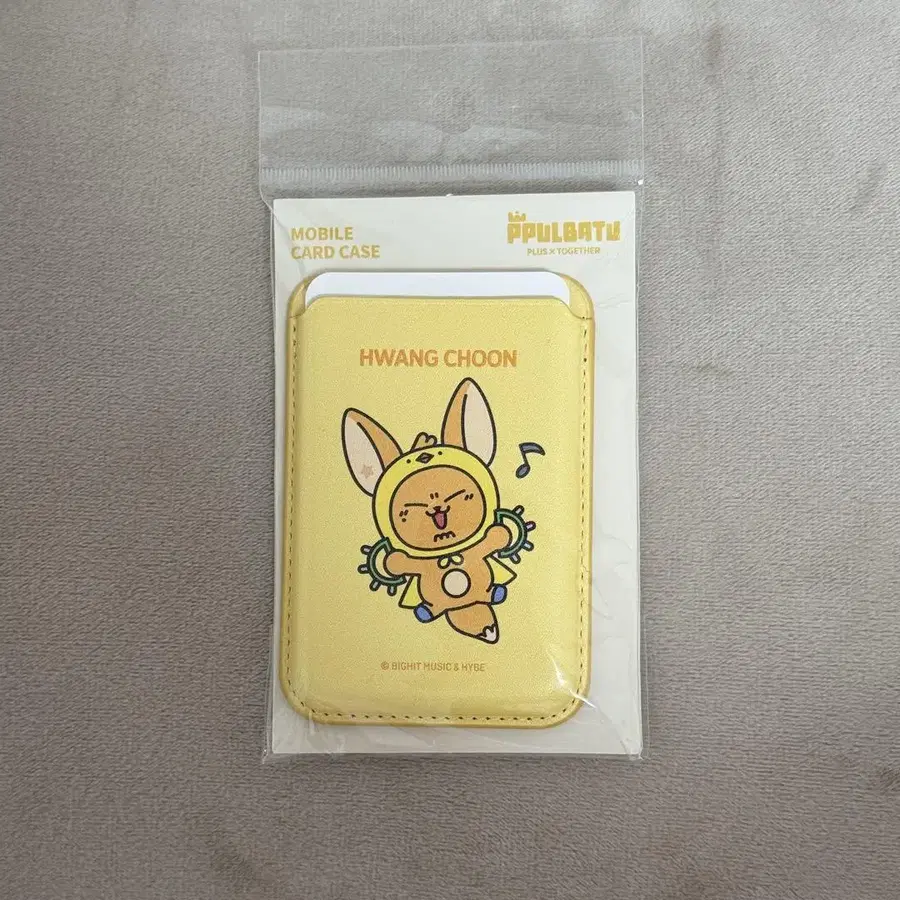 MOBILE
CARD CASE
PPULBATU
PLUS × TOGETHER
HWANG CHOON
© BIGHIT MUSIC & HYBE